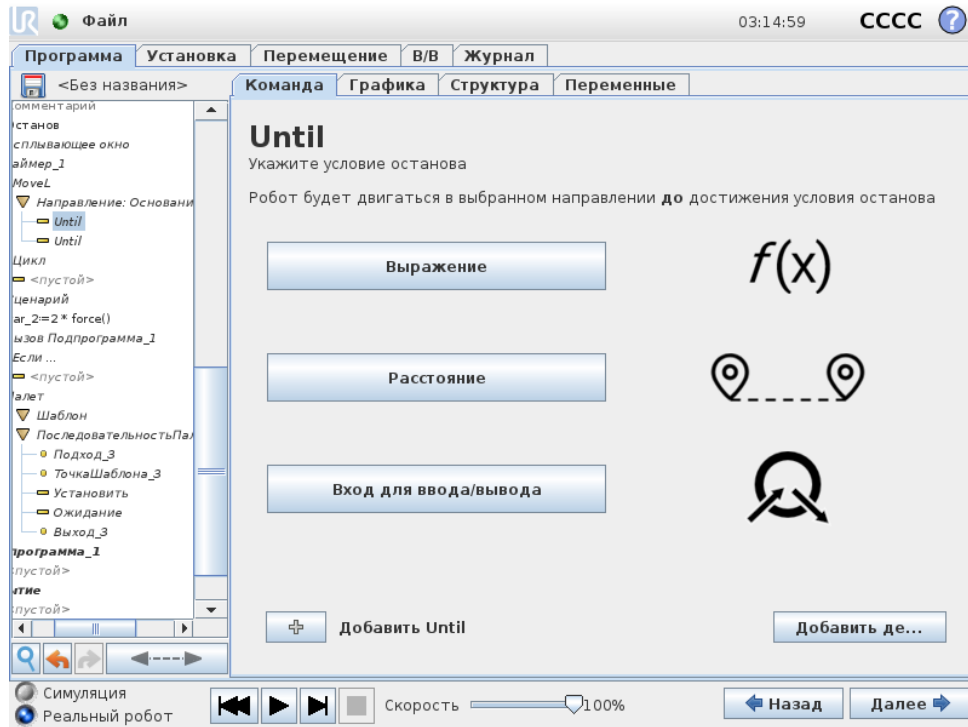 UR Файл 03:14:59 CCCC ?
Программа Установка Перемещение В/В Журнал
<Без названия> Команда Графика Структура Переменные
омментарий
станов
сплывающее окно
аймер_1
MoveL
Направление: Основани
Until
Until
Цикл
<пустой>
ценарий
ar_2:=2 * force()
ызов Подпрограмма_1
Если ...
<пустой>
алет
Шаблон
ПоследовательностьПал
Подход_3
ТочкаШаблона_3
Установить
Ожидание
Выход_3
программа_1
пустой>
ытие
пустой>
Until
Укажите условие останова
Робот будет двигаться в выбранном направлении до достижения условия останова
Выражение f(x)
Расстояние
Вход для ввода/вывода
Добавить Until Добавить де...
Симуляция
Реальный робот
Скорость 100%
Назад Далее